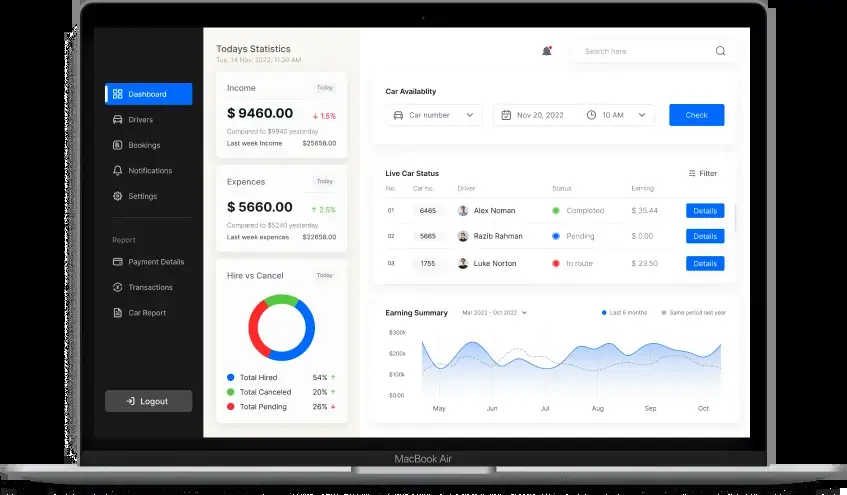 Dashboard
Drivers
Bookings
Notifications
Settings
Report
Payment Details
Transactions
Car Report
Logout
Todays Statistics
Tue, 14 Nov, 2022, 11.30 AM
Income
Today
$ 9460.00
↓ 1.5%
Compared to $9940 yesterday
Last week Income $25658.00
Expences
Today
$ 5660.00
↑ 2.5%
Compared to $5240 yesterday
Last week expences $22658.00
Hire vs Cancel
Today
Total Hired 54% ↑
Total Canceled 20% ↑
Total Pending 26% ↓
Search here
Car Availablity
Car number
Nov 20, 2022
10 AM
Check
Live Car Status
Filter
No. Car no. Driver Status Earning
01 6465 Alex Noman Completed $ 35.44 Details
02 5665 Razib Rahman Pending $ 0.00 Details
03 1755 Luke Norton In route $ 23.50 Details
Earning Summary
Mar 2022 - Oct 2022
Last 6 months
Same period last year
$300k
$200k
$100k
$0.00
May Jun Jul Aug Sep Oct
MacBook Air